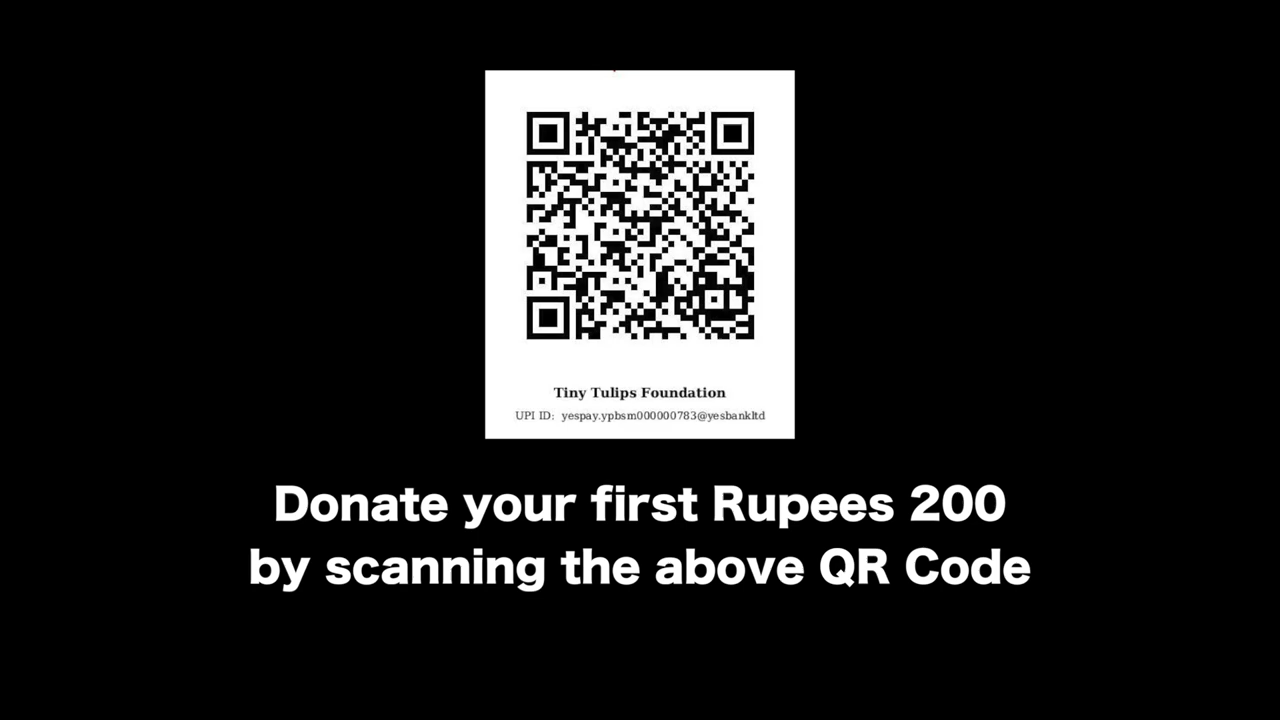 Tiny Tulips Foundation
UPI ID: yespay.ypbsm000000783@yesbankltd
Donate your first Rupees 200
by scanning the above QR Code